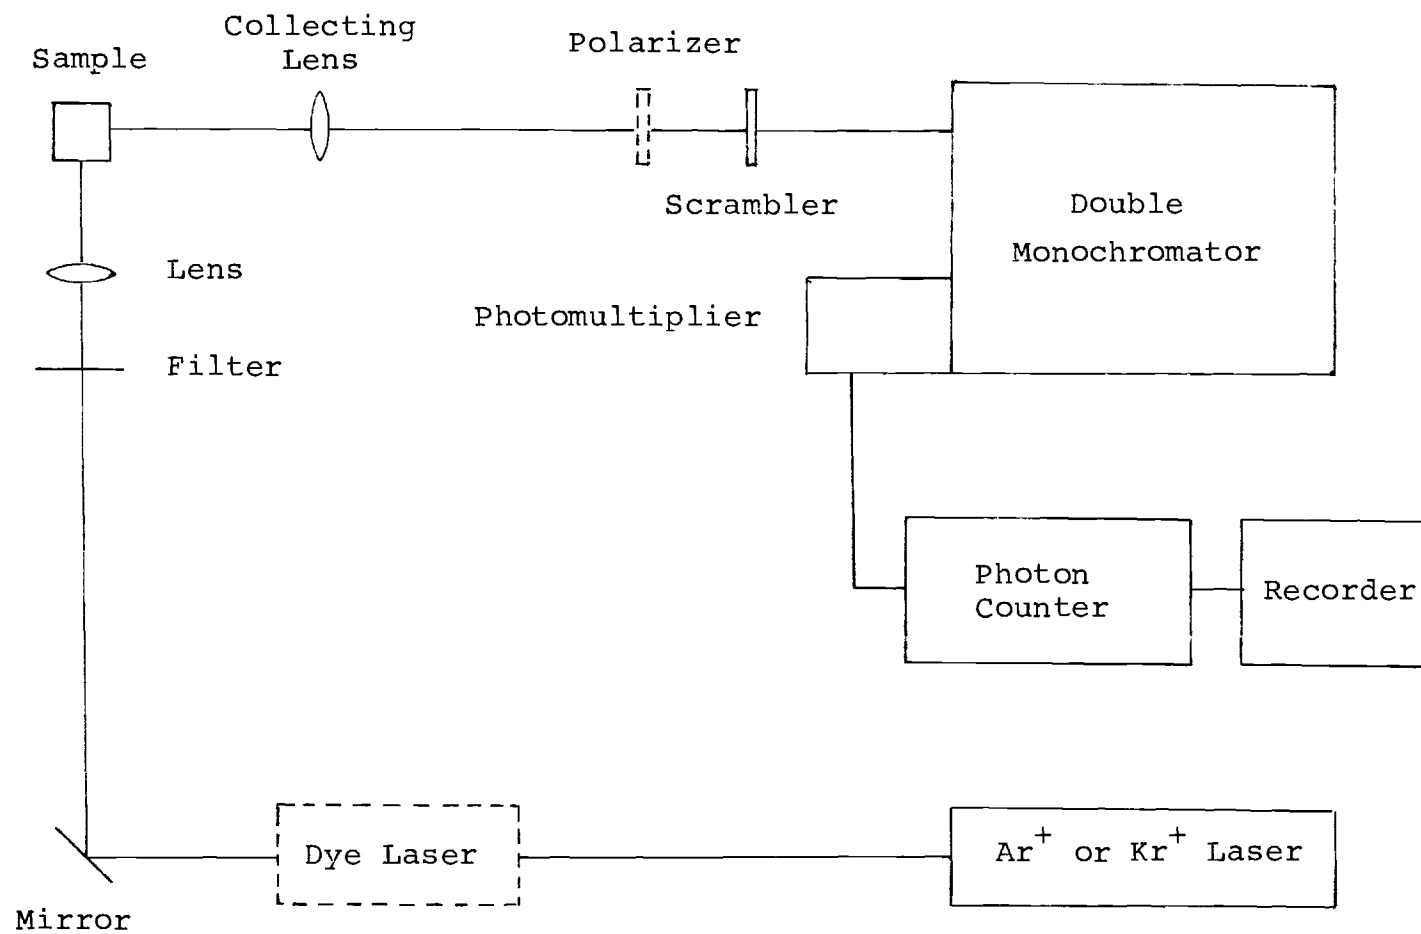 Collecting
Lens
Sample
Polarizer
Scrambler
Double
Monochromator
Lens
Photomultiplier
Filter
Photon
Counter
Recorder
Dye Laser
Ar+ or Kr+ Laser
Mirror